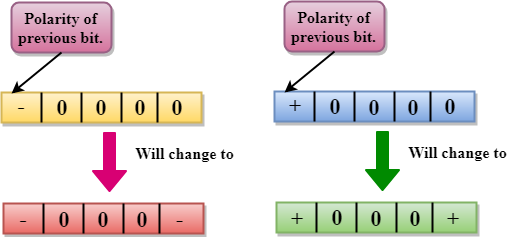 Polarity of
previous bit.
- 0 0 0 0
Will change to
- 0 0 0 -
Polarity of
previous bit.
+ 0 0 0 0
Will change to
+ 0 0 0 +